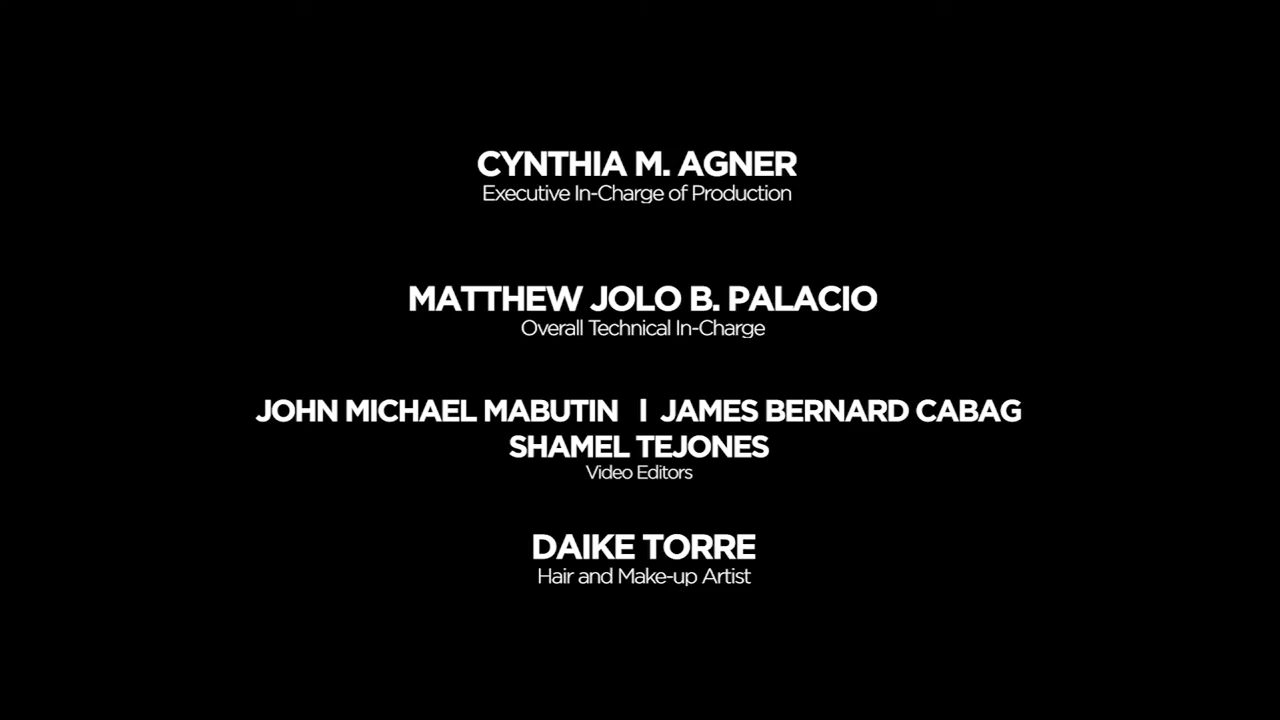 CYNTHIA M. AGNER
Executive In-Charge of Production
MATTHEW JOLO B. PALACIO
Overall Technical In-Charge
JOHN MICHAEL MABUTIN | JAMES BERNARD CABAG
SHAMEL TEJONES
Video Editors
DAIKE TORRE
Hair and Make-up Artist